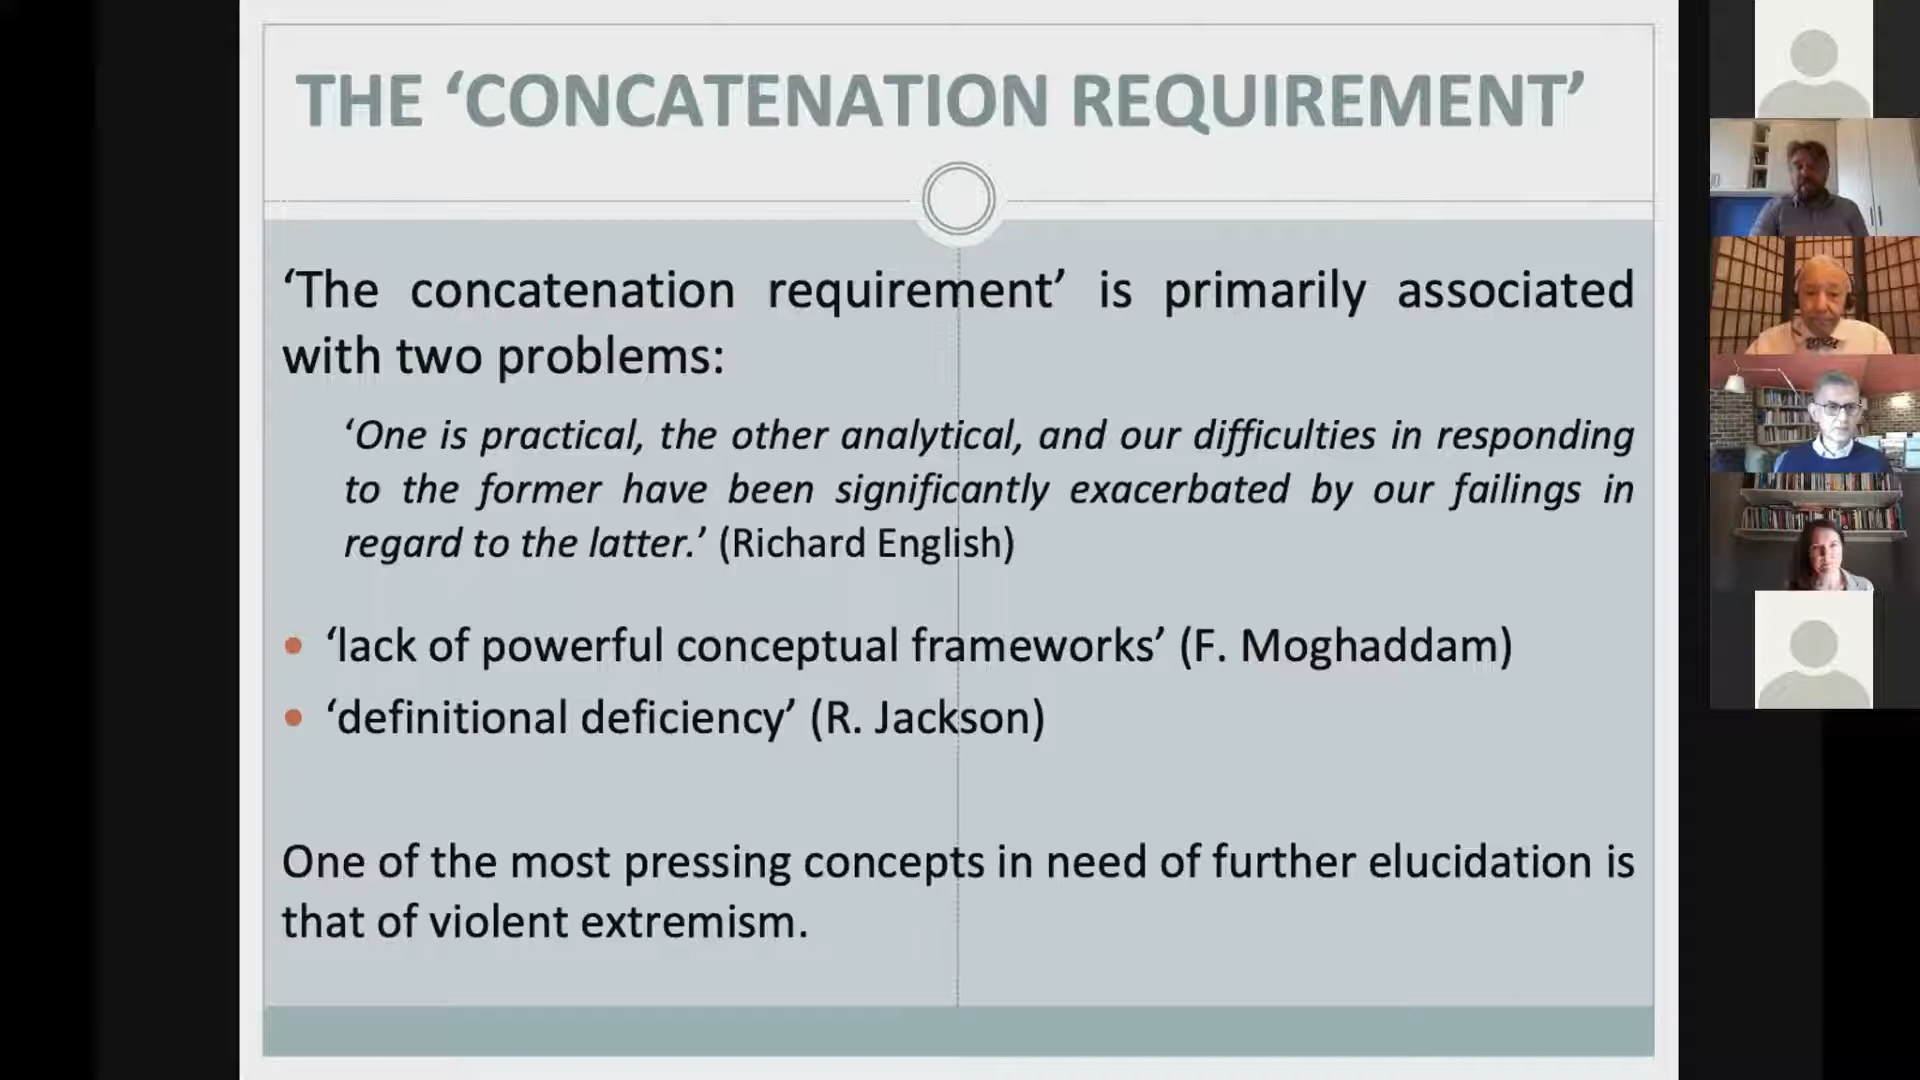 THE ‘CONCATENATION REQUIREMENT’
‘The concatenation requirement’ is primarily associated
with two problems:
‘One is practical, the other analytical, and our difficulties in responding
to the former have been significantly exacerbated by our failings in
regard to the latter.’ (Richard English)
• ‘lack of powerful conceptual frameworks’ (F. Moghaddam)
• ‘definitional deficiency’ (R. Jackson)
One of the most pressing concepts in need of further elucidation is
that of violent extremism.